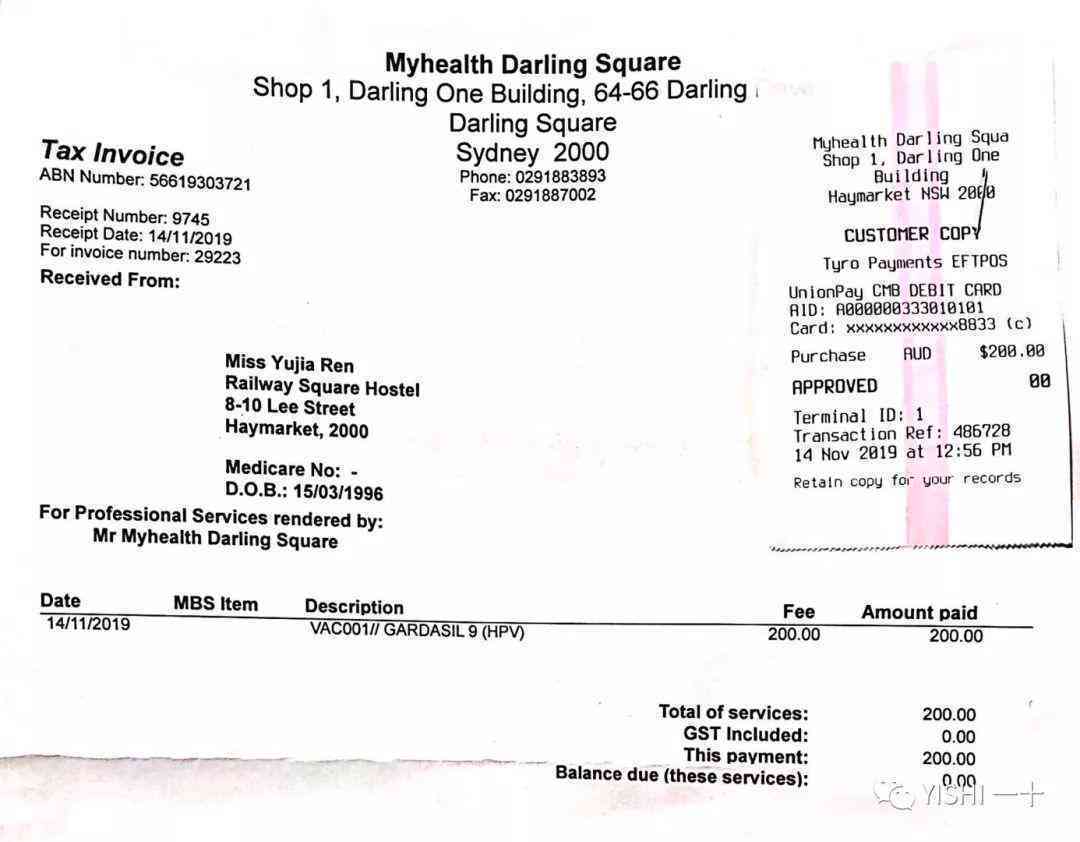 Myhealth Darling Square
Shop 1, Darling One Building, 64-66 Darling
Darling Square
Sydney 2000
Phone: 0291883893
Fax: 0291887002
Tax Invoice
ABN Number: 56619303721
Receipt Number: 9745
Receipt Date: 14/11/2019
For invoice number: 29223
Received From:
Miss Yujia Ren
Railway Square Hostel
8-10 Lee Street
Haymarket, 2000
Medicare No: -
D.O.B.: 15/03/1996
For Professional Services rendered by:
Mr Myhealth Darling Square
Myhealth Darling Squa
Shop 1, Darling One
Building
Haymarket NSW 2000
CUSTOMER COPY
Tyro Payments EFTPOS
UnionPay CMB DEBIT CARD
AID: A000000333010101
Card: xxxxxxxxxxxx8833 (c)
Purchase AUD $200.00
APPROVED 00
Terminal ID: 1
Transaction Ref: 486728
14 Nov 2019 at 12:56 PM
Retain copy for your records
Date MBS Item Description Fee Amount paid
14/11/2019 VAC001// GARDASIL 9 (HPV) 200.00 200.00
Total of services: 200.00
GST Included: 0.00
This payment: 200.00
Balance due (these services): 0.00
YISHI 一十